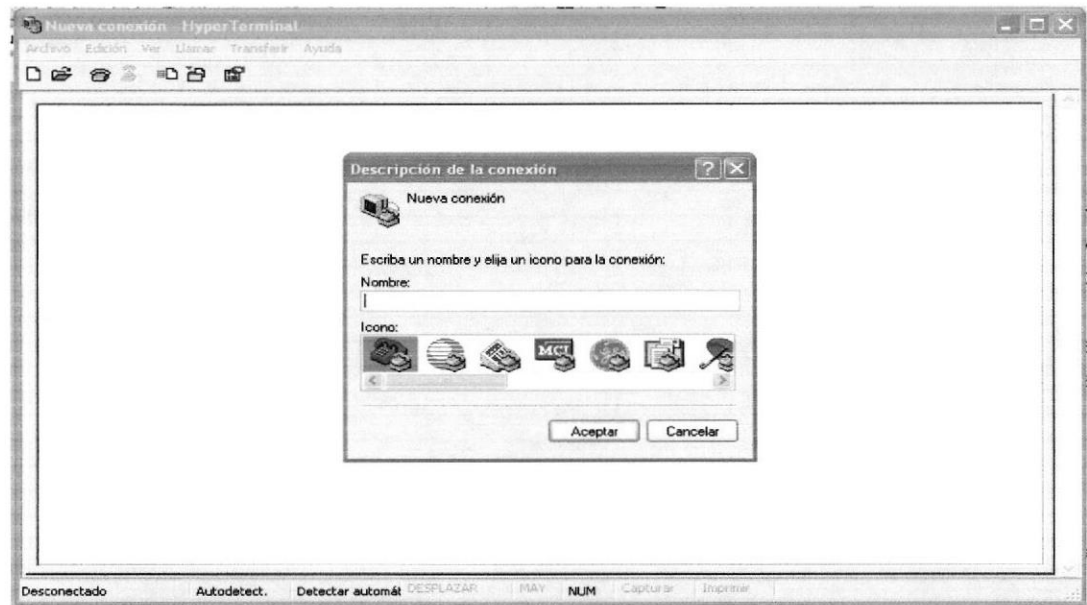 Nueva conexión - HyperTerminal
Archivo Edición Ver Llamar Transferir Ayuda
Descripción de la conexión
Nueva conexión
Escriba un nombre y elija un icono para la conexión:
Nombre:
Icono:
MCI
Aceptar Cancelar
Desconectado Autodetect. Detectar automát DESPLAZAR MAY NUM Capturar Imprimir